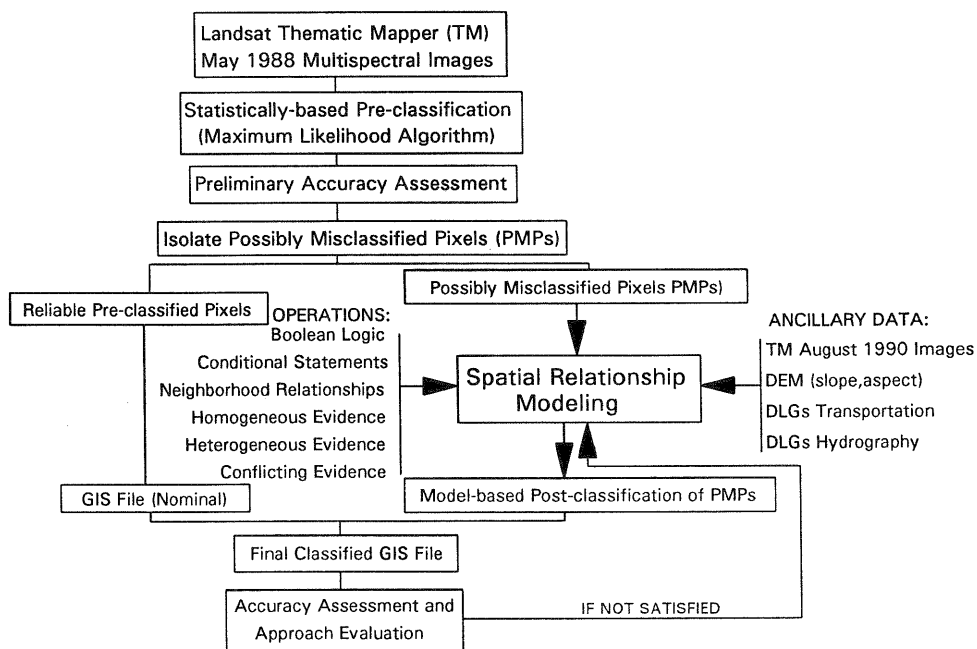 Landsat Thematic Mapper (TM)
May 1988 Multispectral Images
Statistically-based Pre-classification
(Maximum Likelihood Algorithm)
Preliminary Accuracy Assessment
Isolate Possibly Misclassified Pixels (PMPs)
Reliable Pre-classified Pixels
Possibly Misclassified Pixels PMPs)
OPERATIONS:
Boolean Logic
Conditional Statements
Neighborhood Relationships
Homogeneous Evidence
Heterogeneous Evidence
Conflicting Evidence
Spatial Relationship
Modeling
ANCILLARY DATA:
TM August 1990 Images
DEM (slope,aspect)
DLGs Transportation
DLGs Hydrography
GIS File (Nominal)
Model-based Post-classification of PMPs
Final Classified GIS File
Accuracy Assessment and
Approach Evaluation
IF NOT SATISFIED